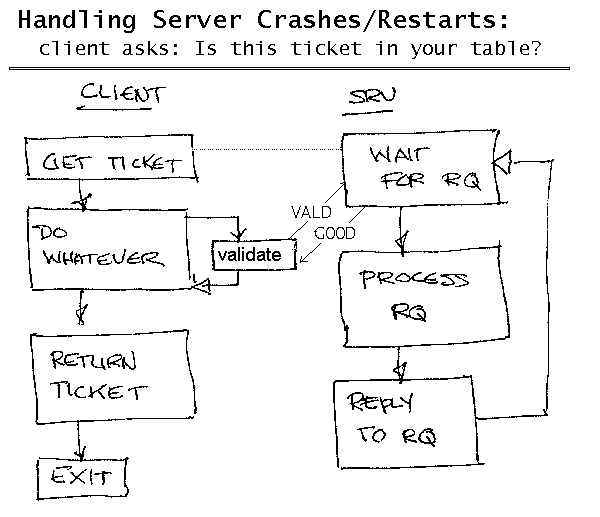 Handling Server Crashes/Restarts:
client asks: Is this ticket in your table?
CLIENT
SRV
GET TICKET
WAIT
FOR RQ
DO
WHATEVER
validate
VALD
GOOD
PROCESS
RQ
RETURN
TICKET
REPLY
TO RQ
EXIT